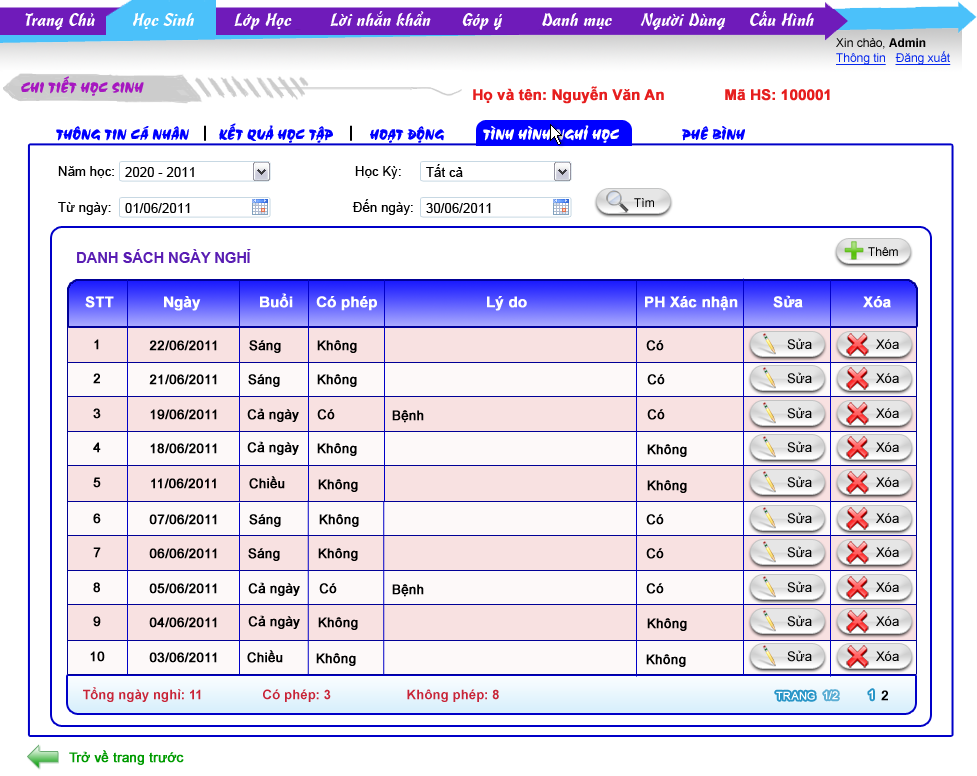 Trang Chủ Học Sinh Lớp Học Lời nhắn khẩn Góp ý Danh mục Người Dùng Cấu Hình
Xin chào, Admin
Thông tin Đăng xuất
CHI TIẾT HỌC SINH
Họ và tên: Nguyễn Văn An Mã HS: 100001
THÔNG TIN CÁ NHÂN | KẾT QUẢ HỌC TẬP | HOẠT ĐỘNG TÌNH HÌNH NGHỈ HỌC PHÊ BÌNH
Năm học: 2020 - 2011 Học Kỳ: Tất cả
Từ ngày: 01/06/2011 Đến ngày: 30/06/2011 Tìm
DANH SÁCH NGÀY NGHỈ Thêm
STT Ngày Buổi Có phép Lý do PH Xác nhận Sửa Xóa
1 22/06/2011 Sáng Không Có Sửa Xóa
2 21/06/2011 Sáng Không Có Sửa Xóa
3 19/06/2011 Cả ngày Có Bệnh Có Sửa Xóa
4 18/06/2011 Cả ngày Không Không Sửa Xóa
5 11/06/2011 Chiều Không Không Sửa Xóa
6 07/06/2011 Sáng Không Có Sửa Xóa
7 06/06/2011 Sáng Không Có Sửa Xóa
8 05/06/2011 Cả ngày Có Bệnh Có Sửa Xóa
9 04/06/2011 Cả ngày Không Không Sửa Xóa
10 03/06/2011 Chiều Không Không Sửa Xóa
Tổng ngày nghỉ: 11 Có phép: 3 Không phép: 8 TRANG 1/2 1 2
Trở về trang trước